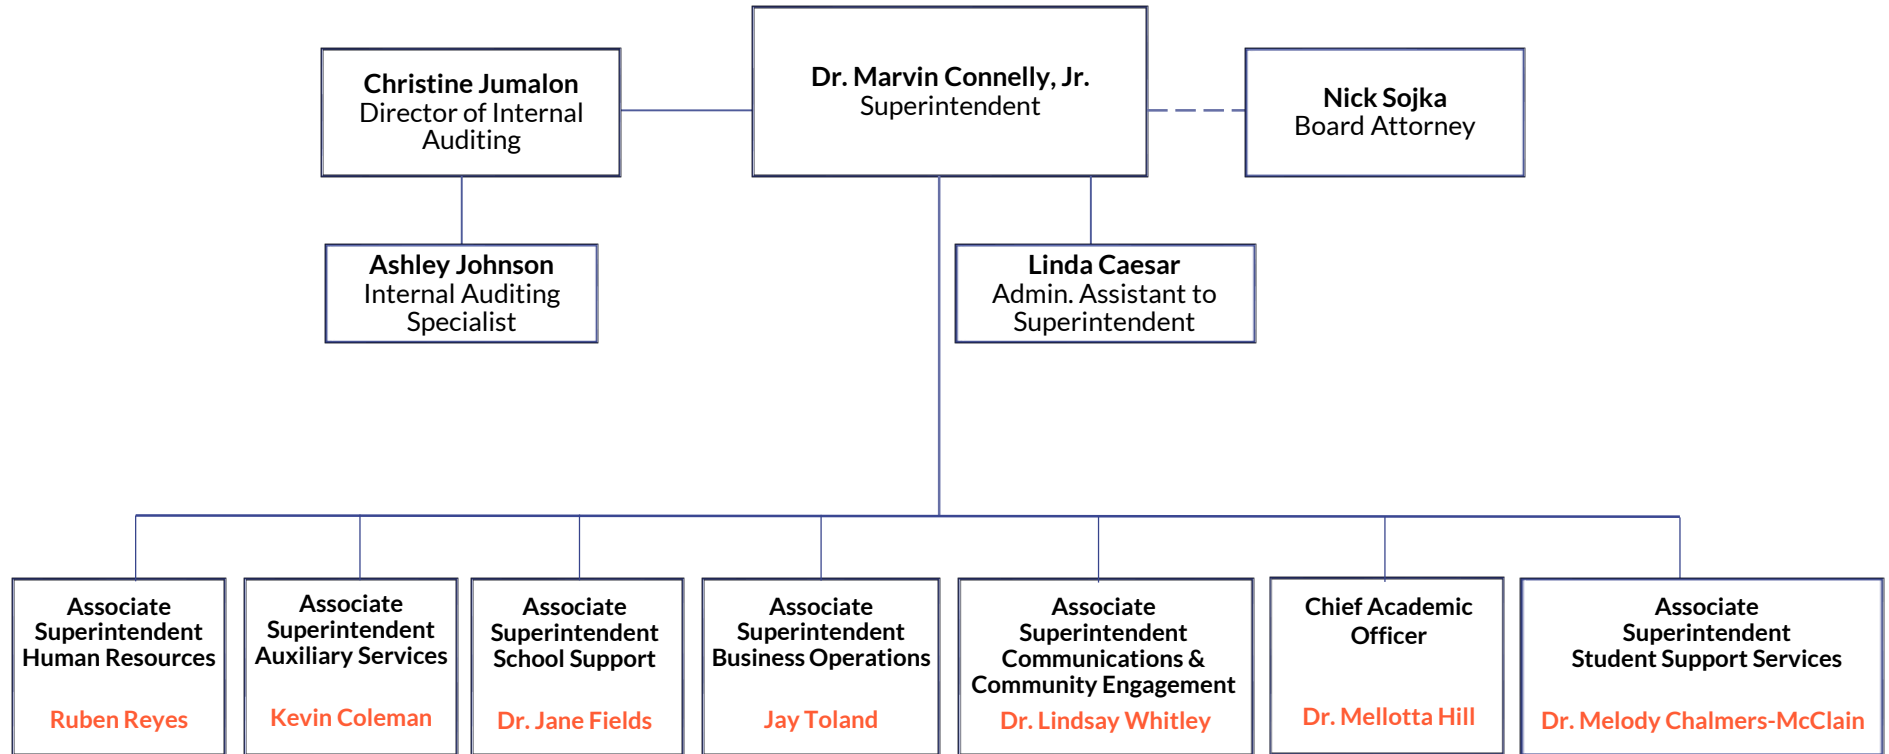 Christine Jumalon
Director of Internal
Auditing
Dr. Marvin Connelly, Jr.
Superintendent
Nick Sojka
Board Attorney
Ashley Johnson
Internal Auditing
Specialist
Linda Caesar
Admin. Assistant to
Superintendent
Associate
Superintendent
Human Resources
Ruben Reyes
Associate
Superintendent
Auxiliary Services
Kevin Coleman
Associate
Superintendent
School Support
Dr. Jane Fields
Associate
Superintendent
Business Operations
Jay Toland
Associate
Superintendent
Communications &
Community Engagement
Dr. Lindsay Whitley
Chief Academic
Officer
Dr. Mellotta Hill
Associate
Superintendent
Student Support Services
Dr. Melody Chalmers-McClain